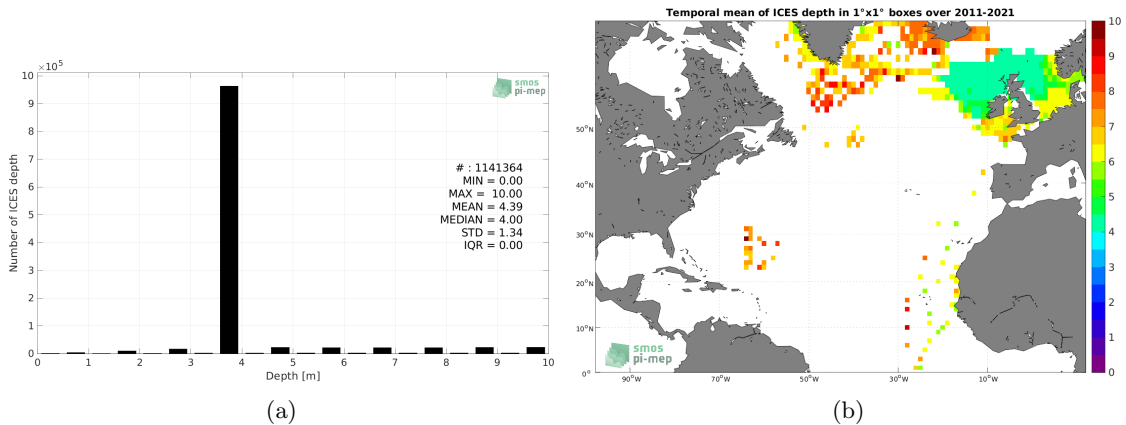 ×10⁵
10
9
8
7
6
5
4
3
2
1
0
Number of ICES depth
smos
pi-mep
# : 1141364
MIN = 0.00
MAX = 10.00
MEAN = 4.39
MEDIAN = 4.00
STD = 1.34
IQR = 0.00
0 1 2 3 4 5 6 7 8 9 10
Depth [m]
(a)
Temporal mean of ICES depth in 1°x1° boxes over 2011-2021
50°N
40°N
30°N
20°N
10°N
0°
90°W 70°W 50°W 30°W 10°W
smos
pi-mep
10
9
8
7
6
5
4
3
2
1
0
(b)